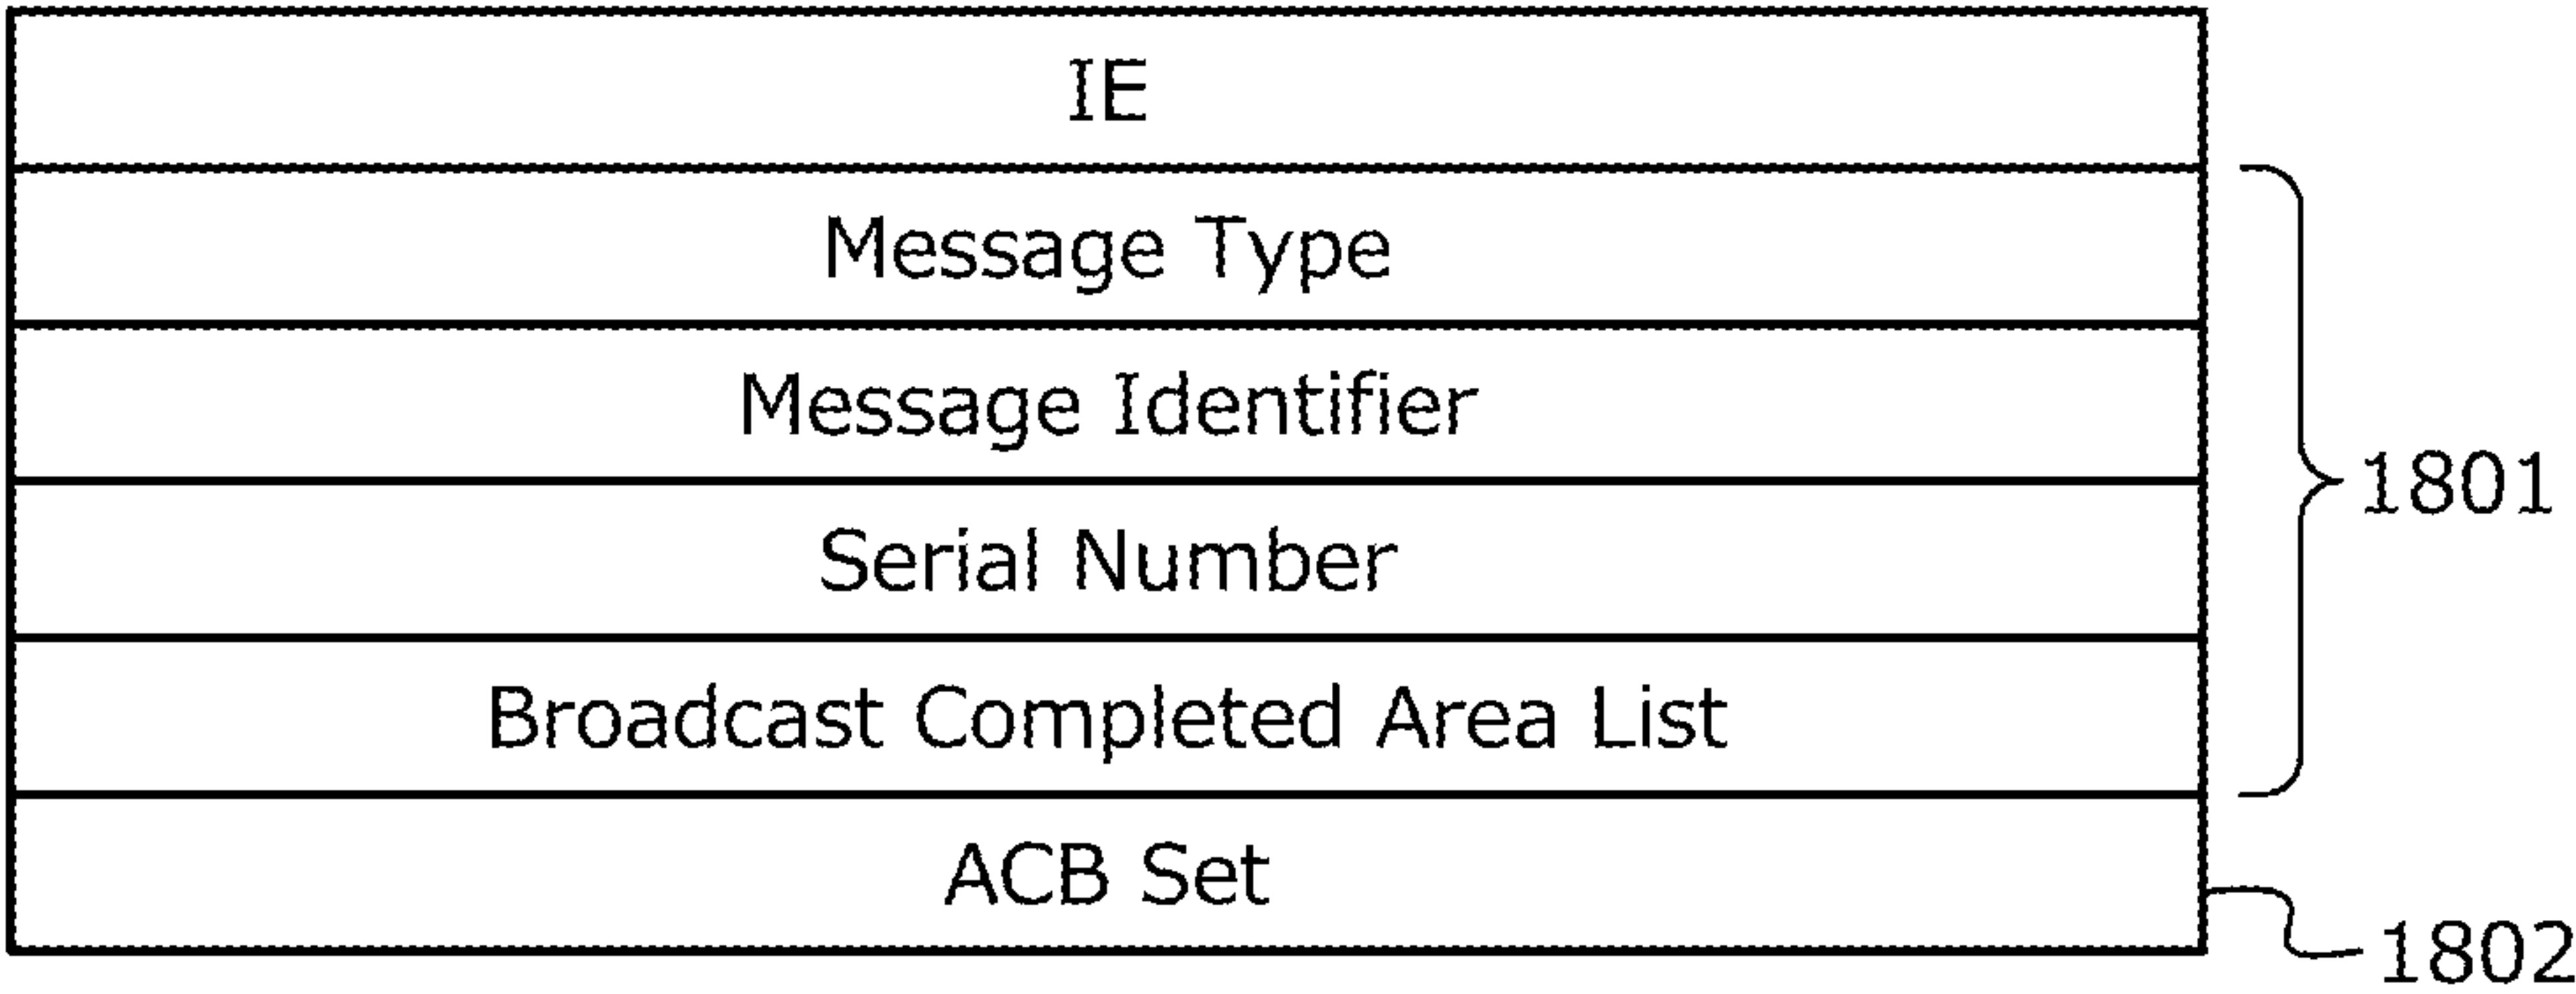 IE
Message Type
Message Identifier
Serial Number
1801
Broadcast Completed Area List
ACB Set
1802